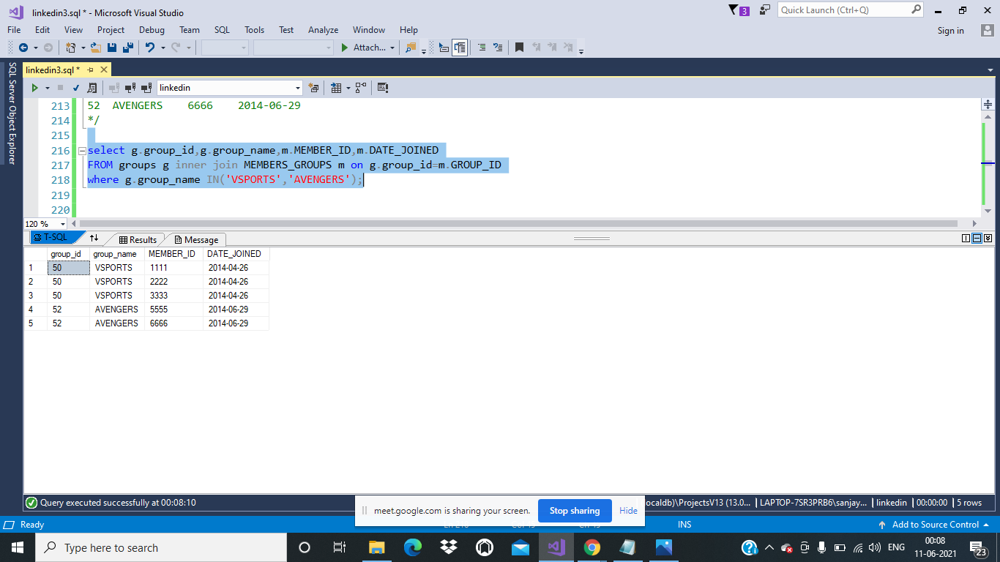 linkedin3.sql * - Microsoft Visual Studio
3
Quick Launch (Ctrl+Q)
File Edit View Project Debug Team SQL Tools Test Analyze Window Help
Sign in
Attach...
SQL Server Object Explorer
linkedin3.sql *
linkedin
213 52 AVENGERS 6666 2014-06-29
214 */
215
216 select g.group_id,g.group_name,m.MEMBER_ID,m.DATE_JOINED
217 FROM groups g inner join MEMBERS_GROUPS m on g.group_id=m.GROUP_ID
218 where g.group_name IN('VSPORTS','AVENGERS');
219
220
120 %
T-SQL Results Message
group_id group_name MEMBER_ID DATE_JOINED
1 50 VSPORTS 1111 2014-04-26
2 50 VSPORTS 2222 2014-04-26
3 50 VSPORTS 3333 2014-04-26
4 52 AVENGERS 5555 2014-06-29
5 52 AVENGERS 6666 2014-06-29
Query executed successfully at 00:08:10
meet.google.com is sharing your screen. Stop sharing Hide
ocaldb)\ProjectsV13 (13.0... LAPTOP-7SR3PRB6\sanjay... linkedin 00:00:00 5 rows
Ready
INS
Add to Source Control
Type here to search
ENG
00:08
11-06-2021
23